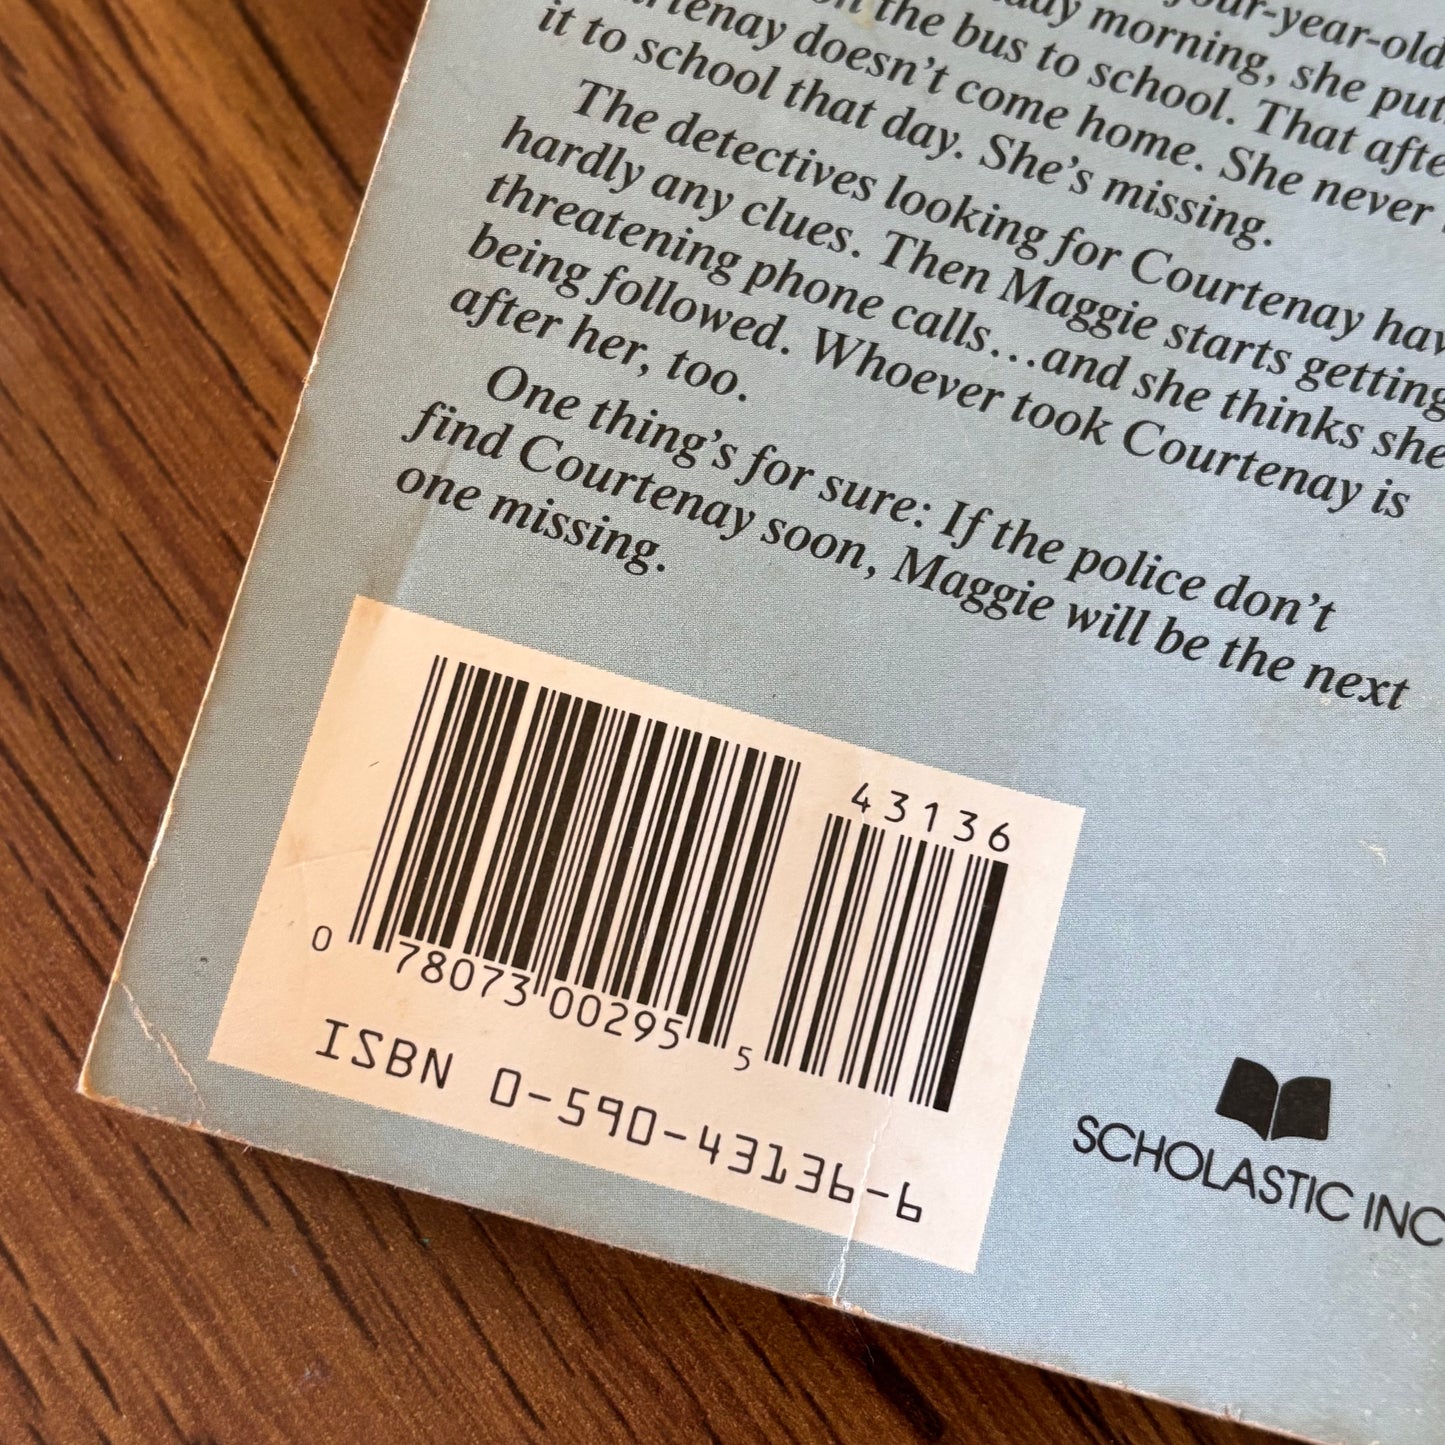 four-year-old
morning, she put
on the bus to school. That
doesn't come home. She never
it to school that day. She's missing.
The detectives looking for Courtenay
hardly any clues. Then Maggie starts getting
threatening phone calls...and she thinks she
being followed. Whoever took Courtenay is
after her, too.
One thing's for sure: If the police don't
find Courtenay soon, Maggie will be the next
one missing.
43136
0 78073 00295 5
ISBN 0-590-43136-6
SCHOLASTIC INC